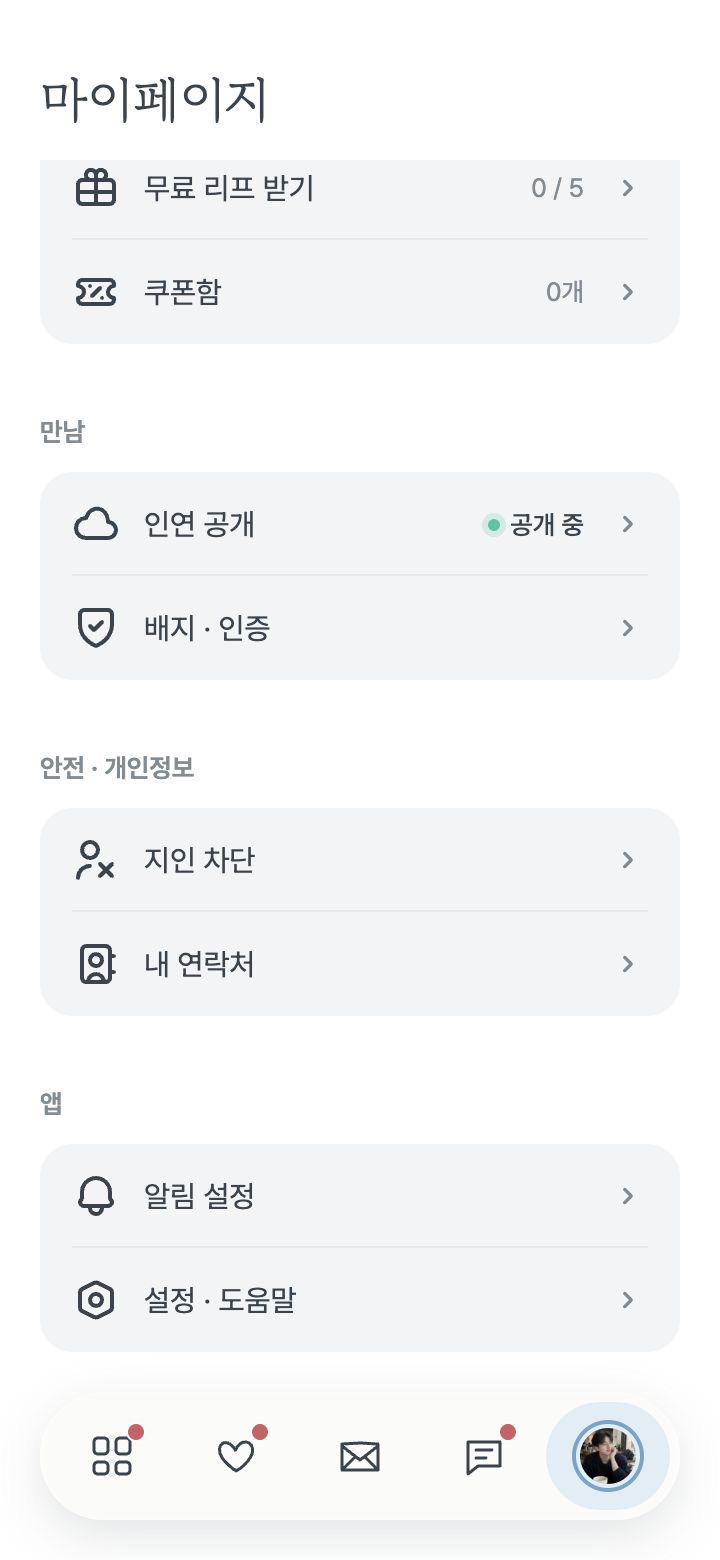 마이페이지
무료 리프 받기 0 / 5
쿠폰함 0개
만남
인연 공개 공개 중
배지 · 인증
안전 · 개인정보
지인 차단
내 연락처
앱
알림 설정
설정 · 도움말